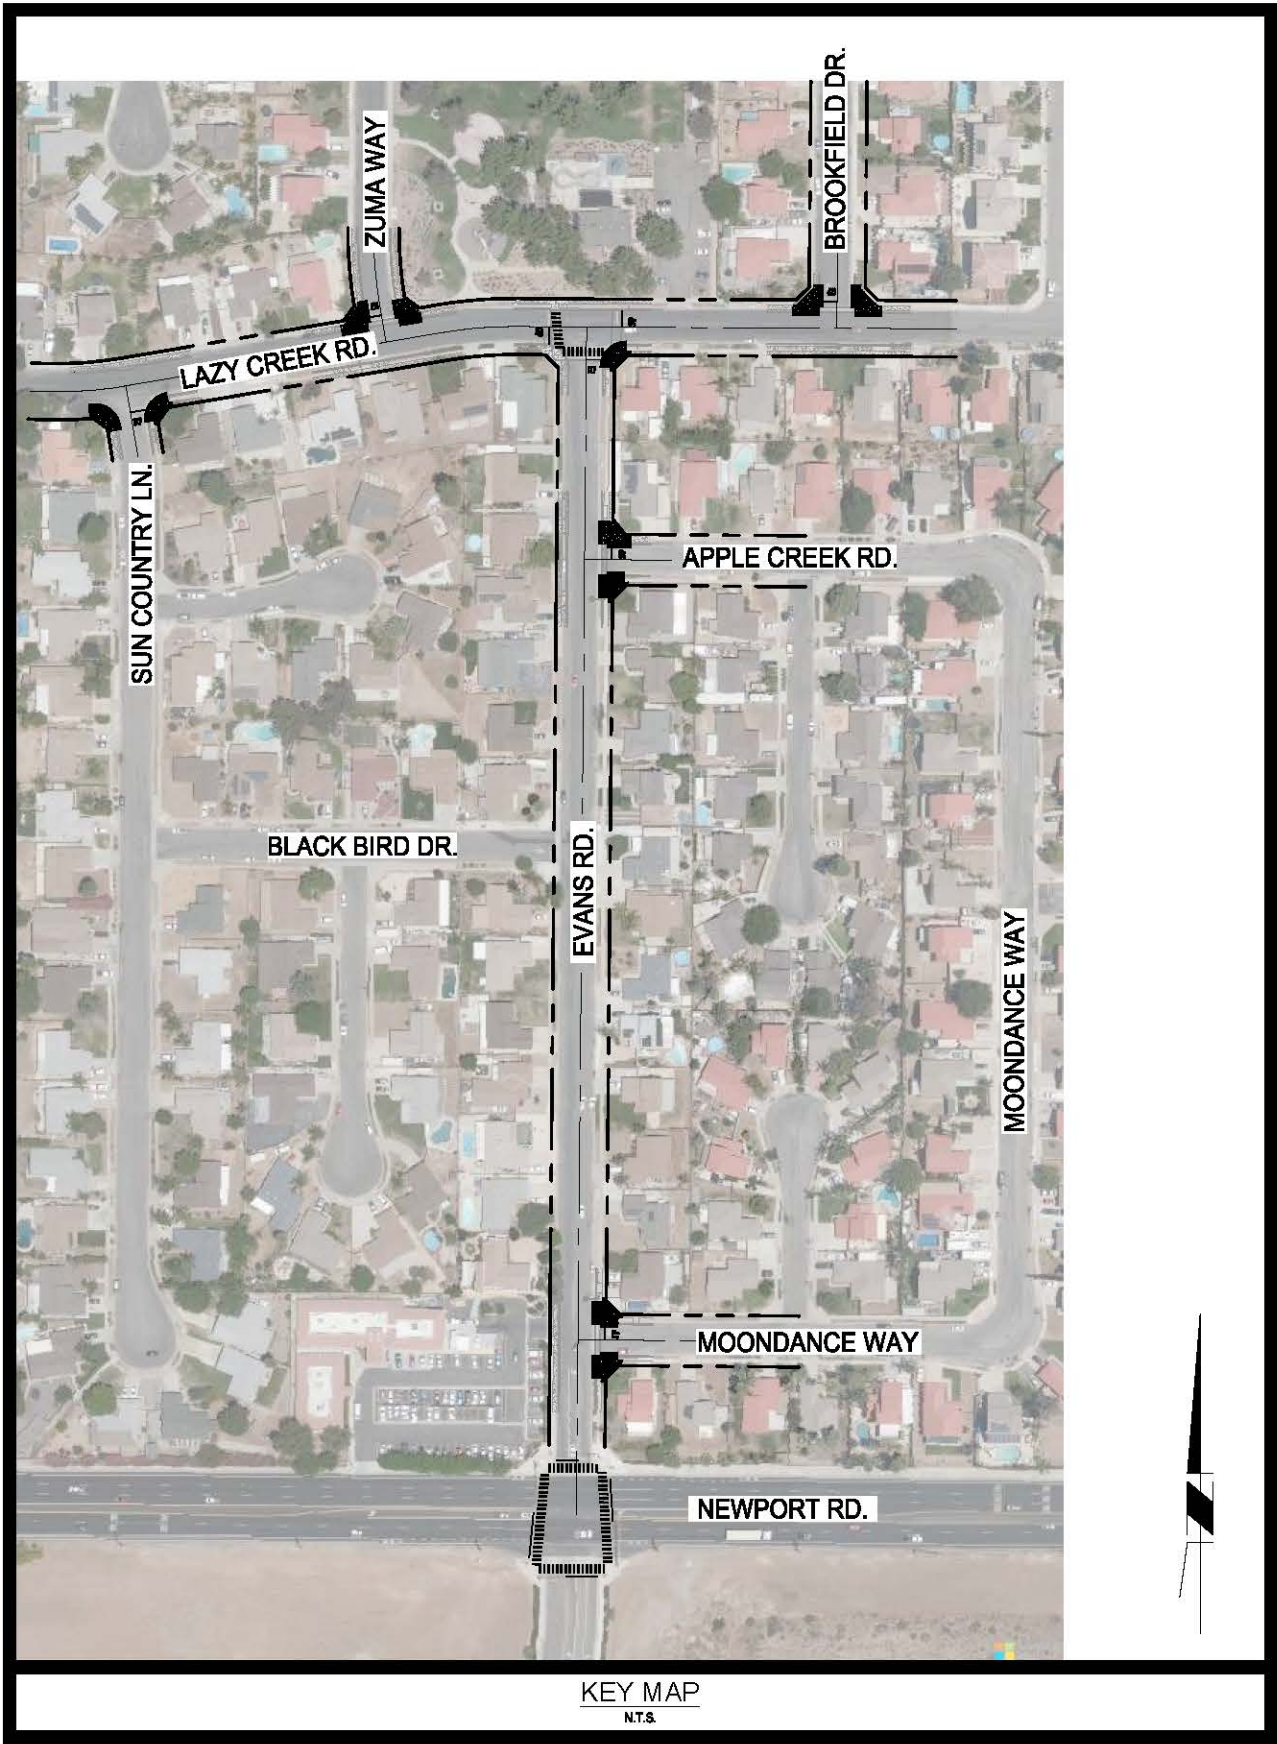 BROOKFIELD DR.
ZUMA WAY
LAZY CREEK RD.
SUN COUNTRY LN.
APPLE CREEK RD.
BLACK BIRD DR.
EVANS RD.
MOONDANCE WAY
MOONDANCE WAY
NEWPORT RD.
KEY MAP
N.T.S.